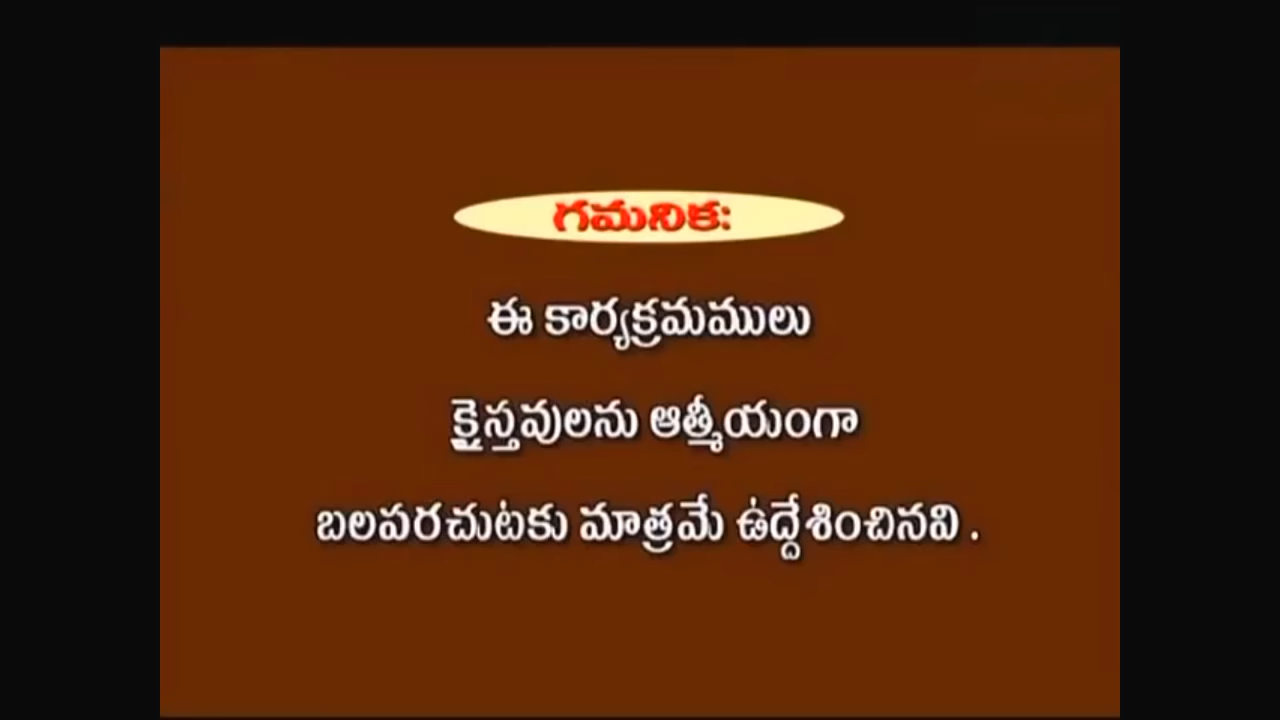 గమనిక:
ఈ కార్యక్రమములు
క్రైస్తవులను ఆత్మీయంగా
బలపరచుటకు మాత్రమే ఉద్దేశించినవి .